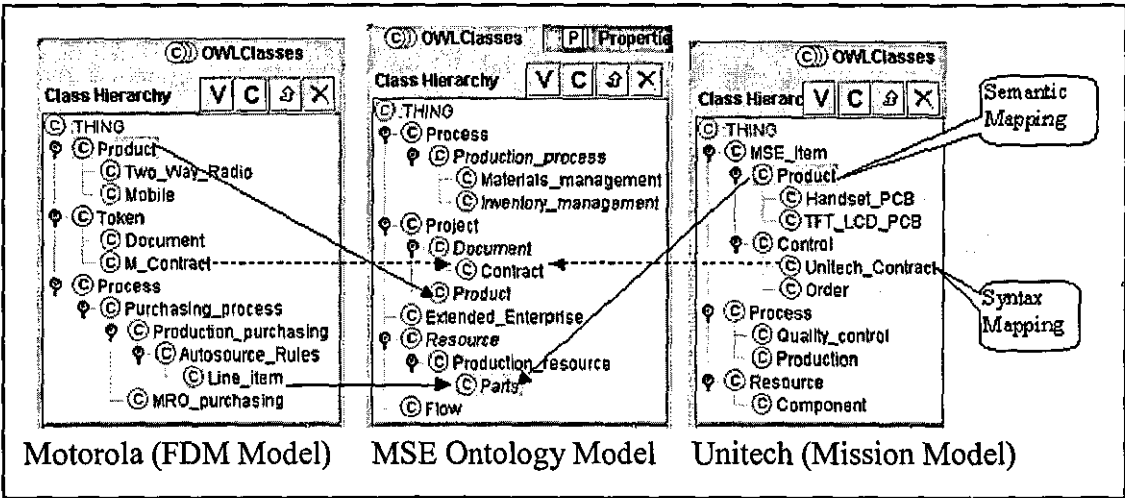 OWLClasses
Class Hierarchy V C X
THING
Product
Two_Way_Radio
Mobile
Token
Document
M_Contract
Process
Purchasing_process
Production_purchasing
Autosource_Rules
Line_item
MRO_purchasing
Motorola (FDM Model)
OWLClasses P Propertie
Class Hierarchy V C X
:THING
Process
Production_process
Materials_management
Inventory_management
Project
Document
Contract
Product
Extended_Enterprise
Resource
Production_resource
Parts
Flow
MSE Ontology Model
OWLClasses
Class Hierarc V C X
:THING
MSE_Item
Product
Handset_PCB
TFT_LCD_PCB
Control
Unitech_Contract
Order
Process
Quality_control
Production
Resource
Component
Unitech (Mission Model)
Semantic
Mapping
Syntax
Mapping